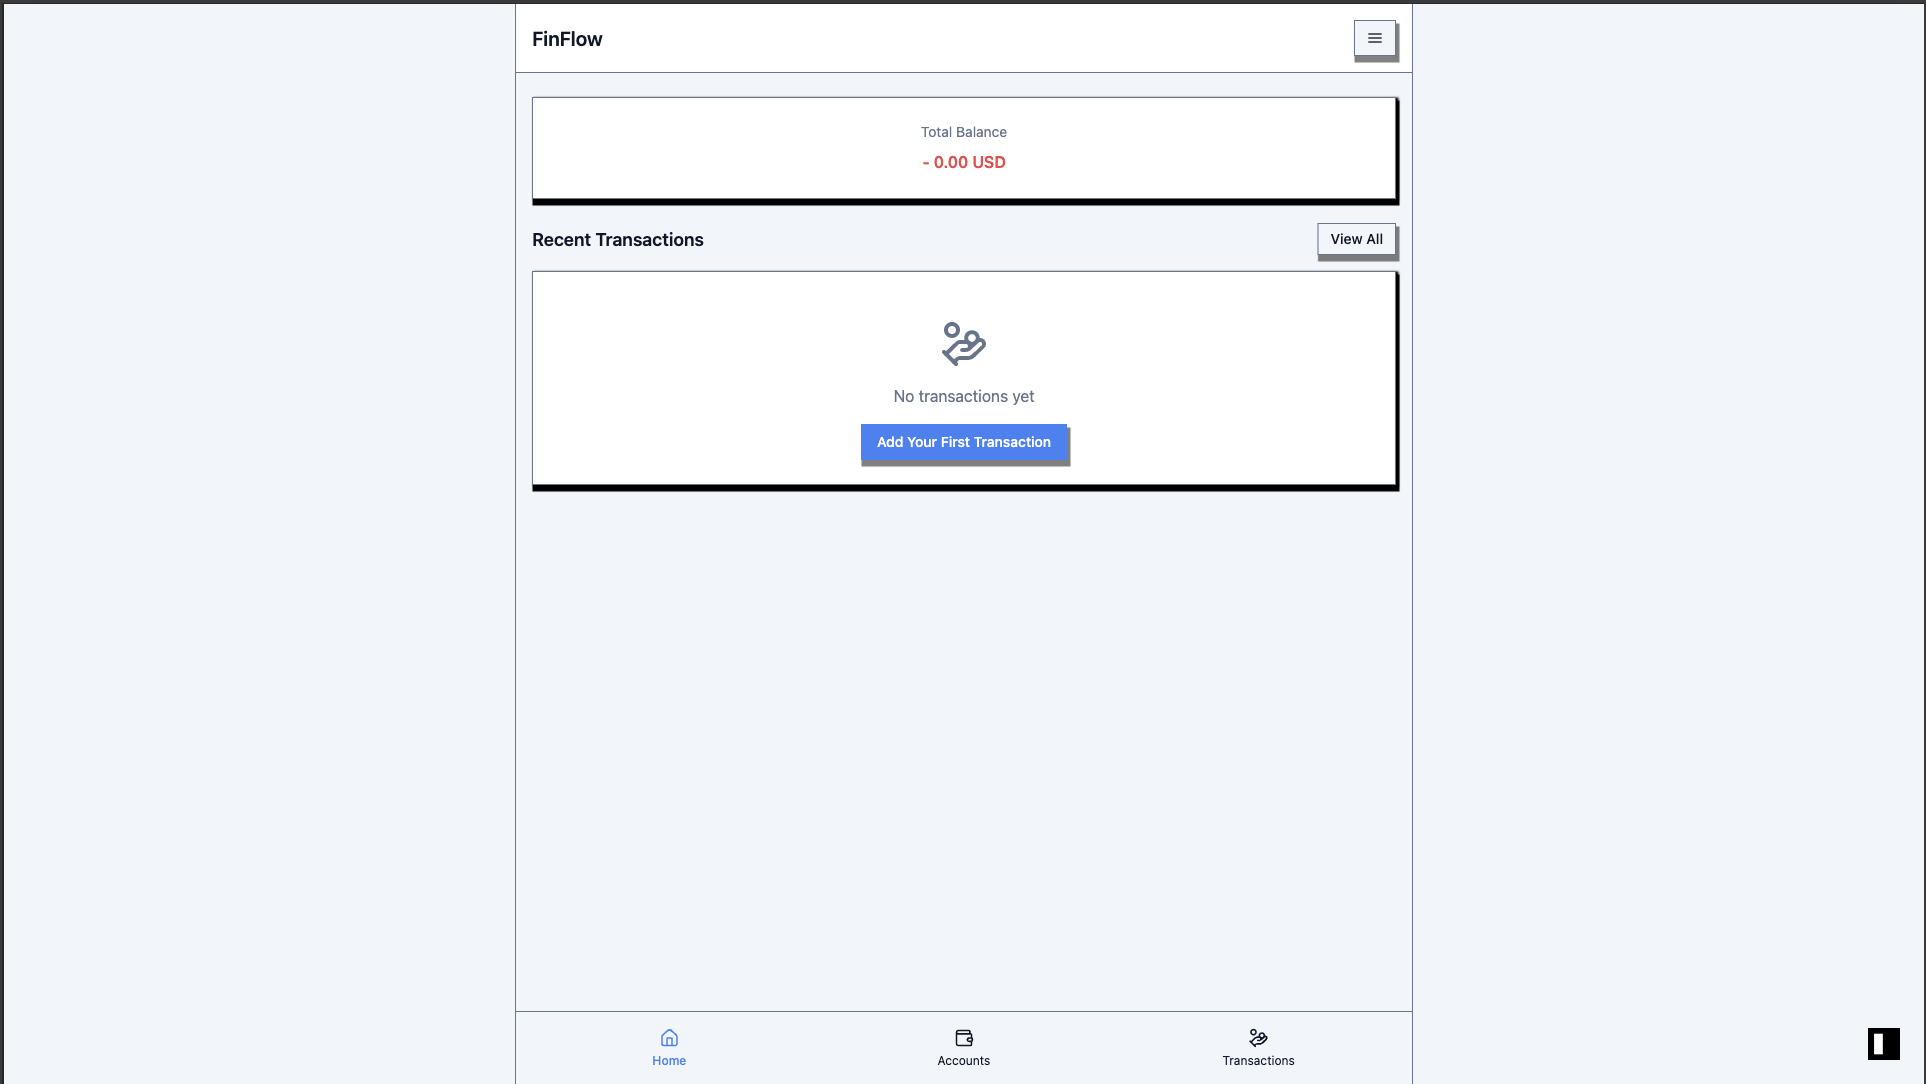 FinFlow
Total Balance
- 0.00 USD
Recent Transactions
View All
No transactions yet
Add Your First Transaction
Home
Accounts
Transactions